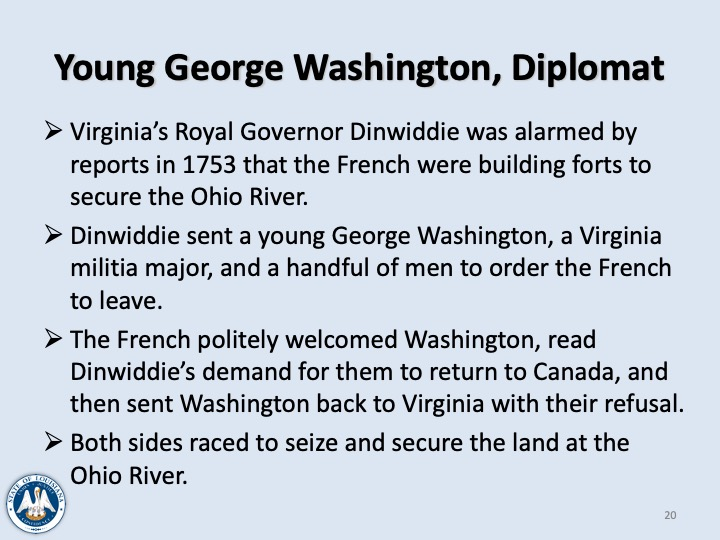 Young George Washington, Diplomat
➢ Virginia’s Royal Governor Dinwiddie was alarmed by
reports in 1753 that the French were building forts to
secure the Ohio River.
➢ Dinwiddie sent a young George Washington, a Virginia
militia major, and a handful of men to order the French
to leave.
➢ The French politely welcomed Washington, read
Dinwiddie’s demand for them to return to Canada, and
then sent Washington back to Virginia with their refusal.
➢ Both sides raced to seize and secure the land at the
Ohio River.
STATE OF LOUISIANA
CONFIDENCE
20